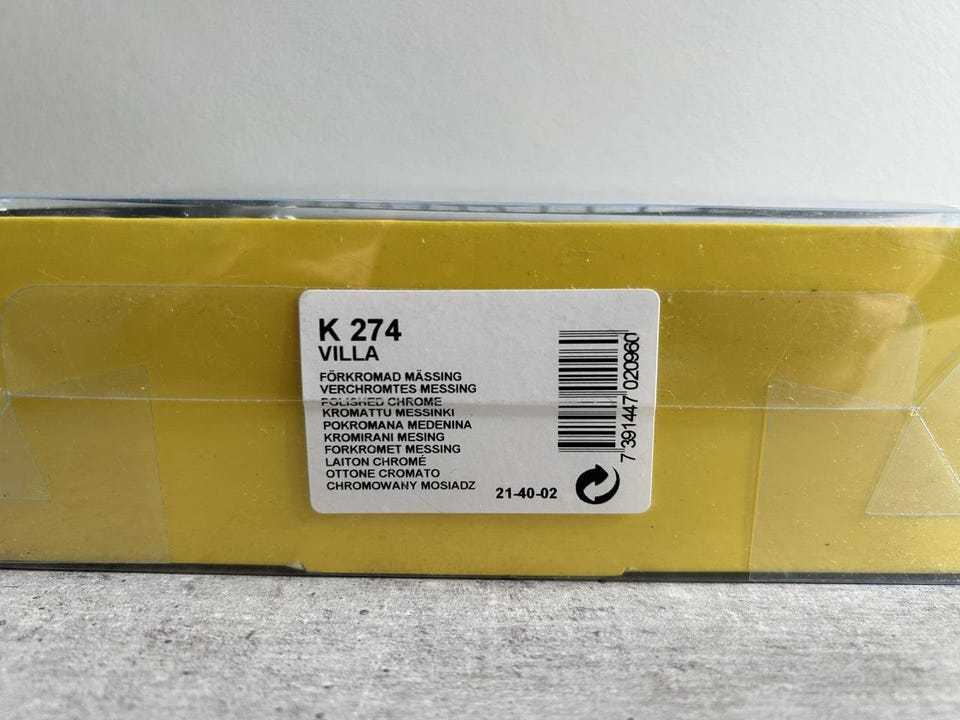 K 274
VILLA
FÖRKROMAD MÄSSING
VERCHROMTES MESSING
POLISHED CHROME
KROMATTU MESSINKI
POKROMANA MEDENINA
KROMIRANI MESING
FORKROMET MESSING
LAITON CHROMÉ
OTTONE CROMATO
CHROMOWANY MOSIADZ
21-40-02
7 391447 020960